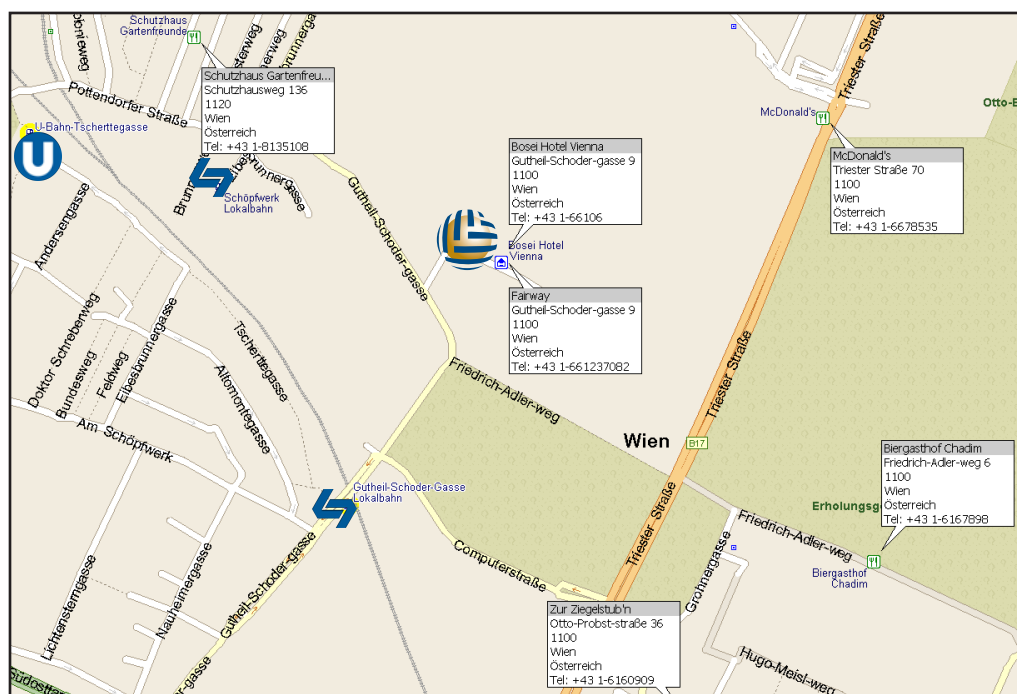 Schutzhaus
Gartenfreunde
Schutzhaus Gartenfreu...
Schutzhausweg 136
1120
Wien
Österreich
Tel: +43 1-8135108
Pottendorfer Straße
U-Bahn-Tscherttegasse
U
Schöpfwerk
Lokalbahn
Andersengasse
Gutheil-Schoder-gasse
Bosei Hotel Vienna
Gutheil-Schoder-gasse 9
1100
Wien
Österreich
Tel: +43 1-66106
Bosei Hotel
Vienna
Fairway
Gutheil-Schoder-gasse 9
1100
Wien
Österreich
Tel: +43 1-661237082
Triester Straße
McDonald's
McDonald's
Triester Straße 70
1100
Wien
Österreich
Tel: +43 1-6678535
Doktor Schreberweg
Bundesweg
Feldweg
Eibesbrunnergasse
Tscherttegasse
Altomontegasse
Am Schöpfwerk
Friedrich-Adler-weg
Triester Straße
Wien
B17
Biergasthof Chadim
Friedrich-Adler-weg 6
1100
Wien
Österreich
Tel: +43 1-6167898
Gutheil-Schoder-Gasse
Lokalbahn
Triester Straße
Friedrich-Adler-weg
Biergasthof
Chadim
Computerstraße
Gutheil-Schoder-gasse
Lichtensterngasse
Nauheimergasse
Grohnergasse
Zur Ziegelstub'n
Otto-Probst-straße 36
1100
Wien
Österreich
Tel: +43 1-6160909
Hugo-Meisl-weg